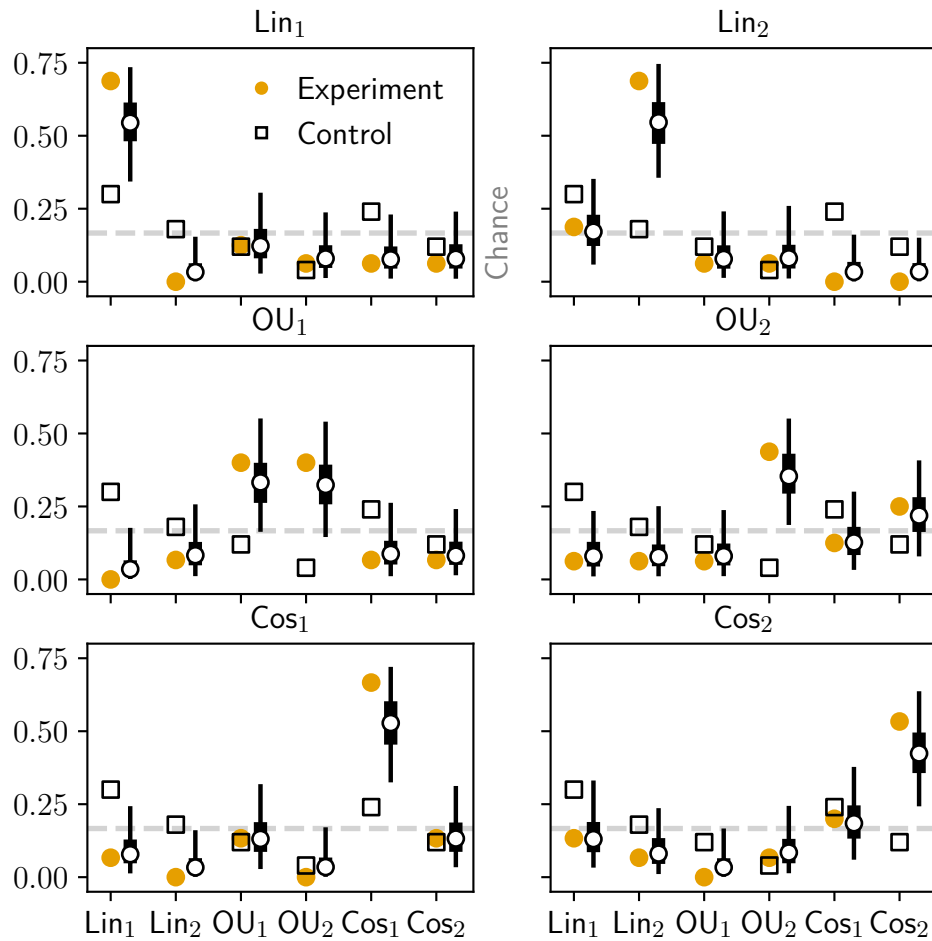 Lin₁ Lin₂
0.75
0.50
0.25
0.00
Experiment
Control
Chance
OU₁ OU₂
0.75
0.50
0.25
0.00
Cos₁ Cos₂
0.75
0.50
0.25
0.00
Lin₁ Lin₂ OU₁ OU₂ Cos₁ Cos₂ Lin₁ Lin₂ OU₁ OU₂ Cos₁ Cos₂